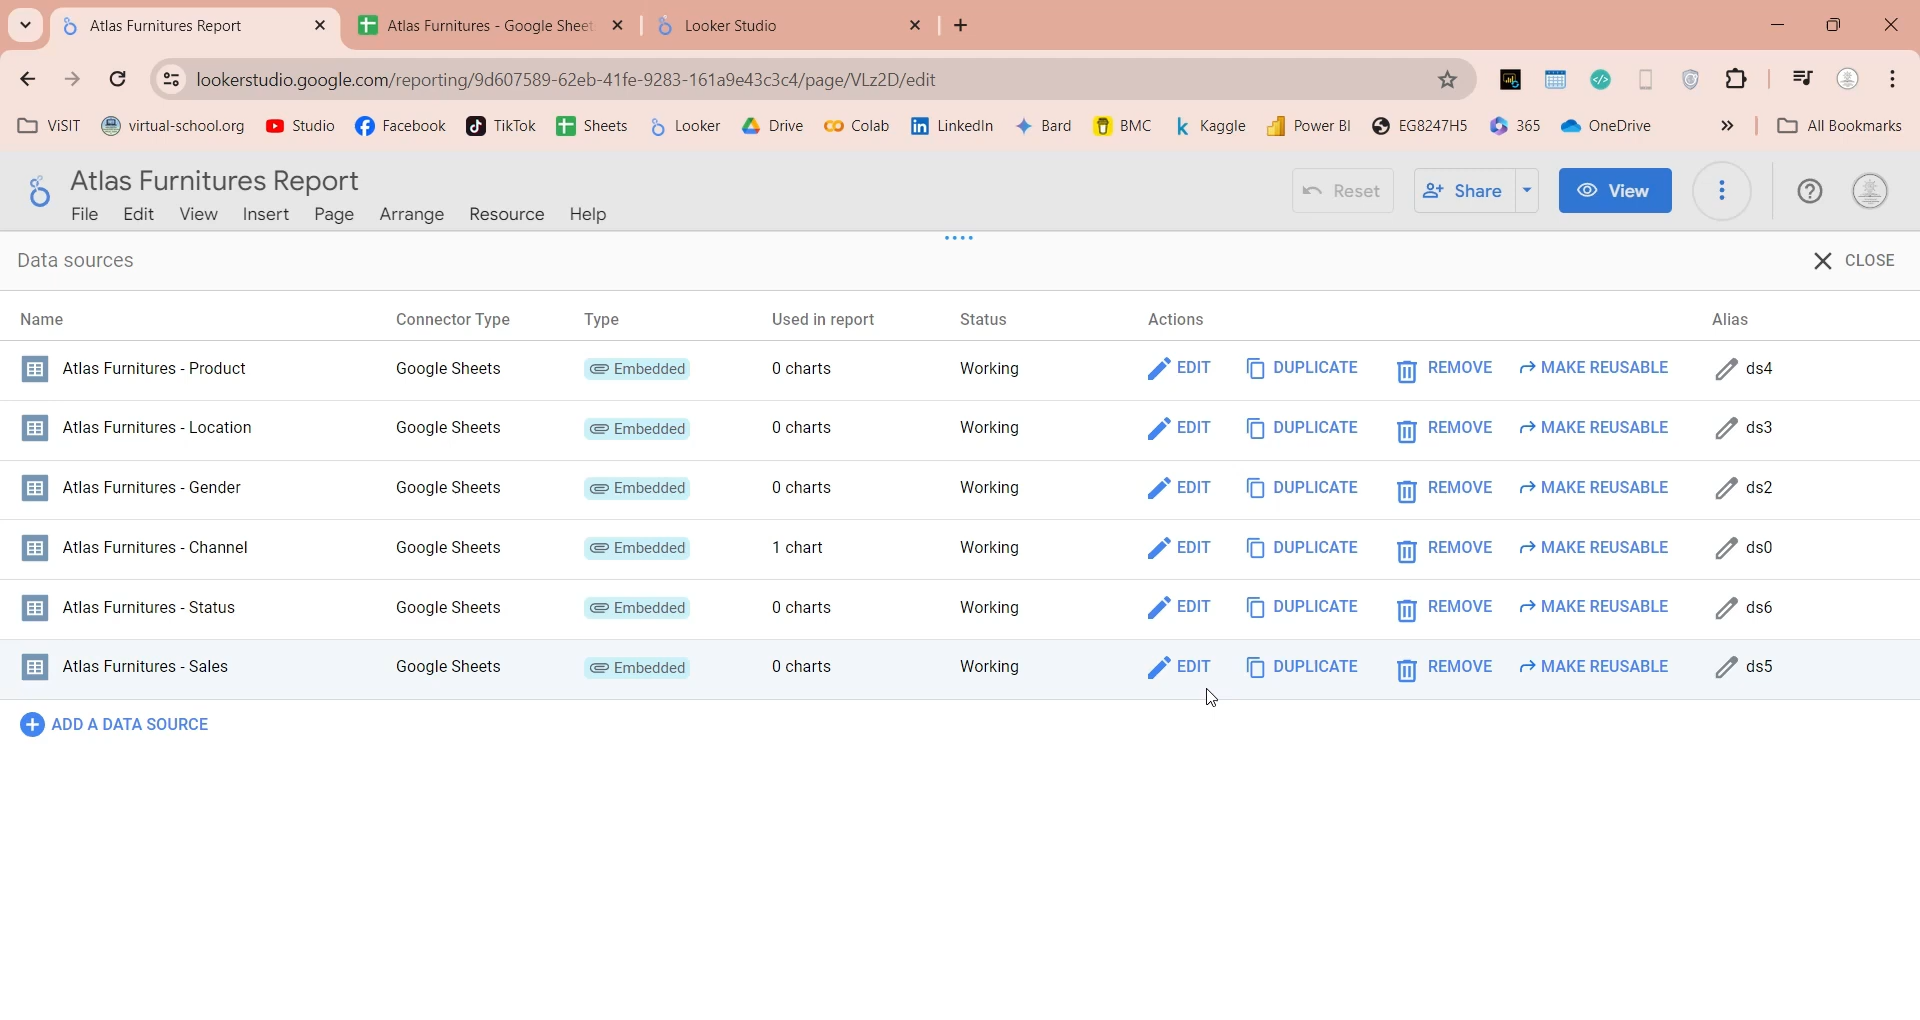 Atlas Furnitures Report
Atlas Furnitures - Google Sheet
Looker Studio
lookerstudio.google.com/reporting/9d607589-62eb-41fe-9283-161a9e43c3c4/page/VLz2D/edit
ViSIT virtual-school.org Studio Facebook TikTok Sheets Looker Drive Colab LinkedIn Bard BMC Kaggle Power BI EG8247H5 365 OneDrive All Bookmarks
Atlas Furnitures Report
Reset Share View
File Edit View Insert Page Arrange Resource Help
Data sources CLOSE
Name Connector Type Type Used in report Status Actions Alias
Atlas Furnitures - Product Google Sheets Embedded 0 charts Working EDIT DUPLICATE REMOVE MAKE REUSABLE ds4
Atlas Furnitures - Location Google Sheets Embedded 0 charts Working EDIT DUPLICATE REMOVE MAKE REUSABLE ds3
Atlas Furnitures - Gender Google Sheets Embedded 0 charts Working EDIT DUPLICATE REMOVE MAKE REUSABLE ds2
Atlas Furnitures - Channel Google Sheets Embedded 1 chart Working EDIT DUPLICATE REMOVE MAKE REUSABLE ds0
Atlas Furnitures - Status Google Sheets Embedded 0 charts Working EDIT DUPLICATE REMOVE MAKE REUSABLE ds6
Atlas Furnitures - Sales Google Sheets Embedded 0 charts Working EDIT DUPLICATE REMOVE MAKE REUSABLE ds5
ADD A DATA SOURCE